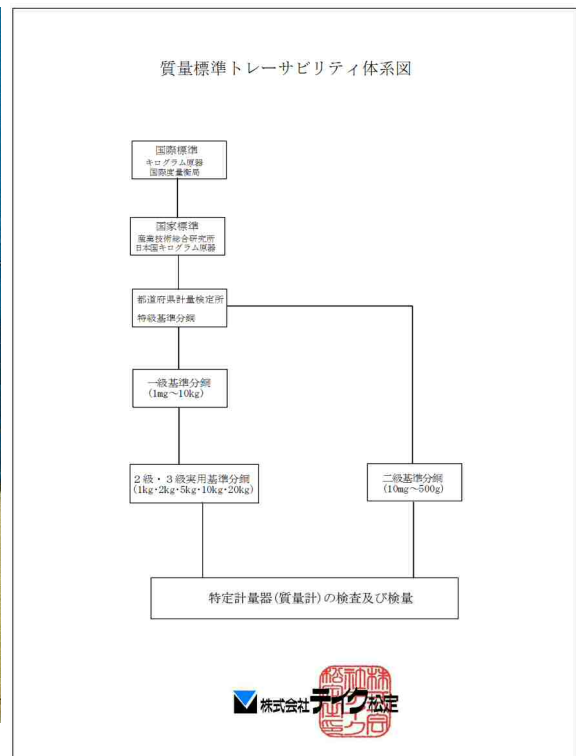 質量標準トレーサビリティ体系図
国際標準
キログラム原器
国際度量衡局
国家標準
産業技術総合研究所
日本国キログラム原器
都道府県計量検定所
特級基準分銅
一級基準分銅
(1mg～10kg)
２級・３級実用基準分銅
(1kg・2kg・5kg・10kg・20kg)
二級基準分銅
(10mg～500g)
特定計量器(質量計)の検査及び検量
株式会社テイク松定